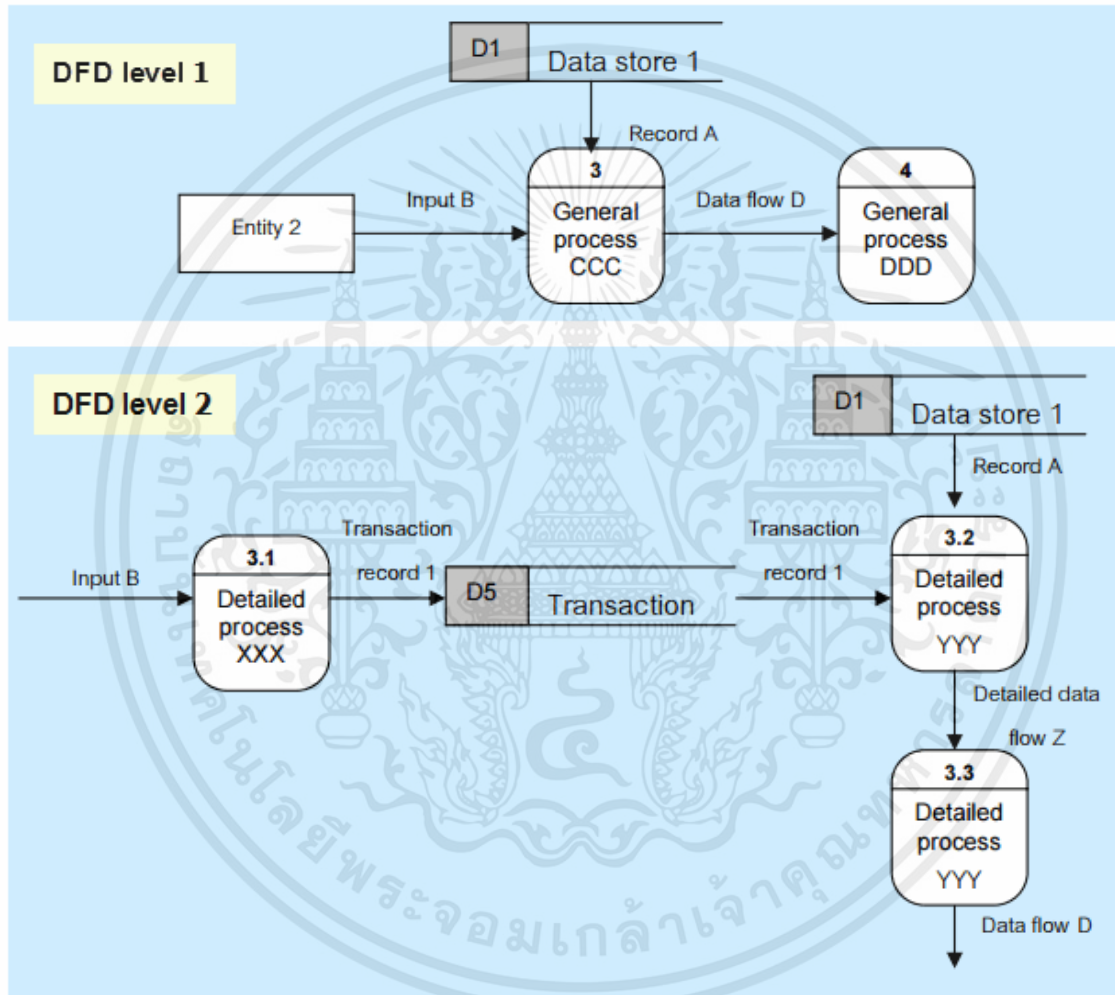 DFD level 1
D1
Data store 1
Record A
Entity 2
Input B
3
General
process
CCC
Data flow D
4
General
process
DDD
DFD level 2
D1
Data store 1
Record A
Input B
3.1
Detailed
process
XXX
Transaction
record 1
D5
Transaction
Transaction
record 1
3.2
Detailed
process
YYY
Detailed data
flow Z
3.3
Detailed
process
YYY
Data flow D